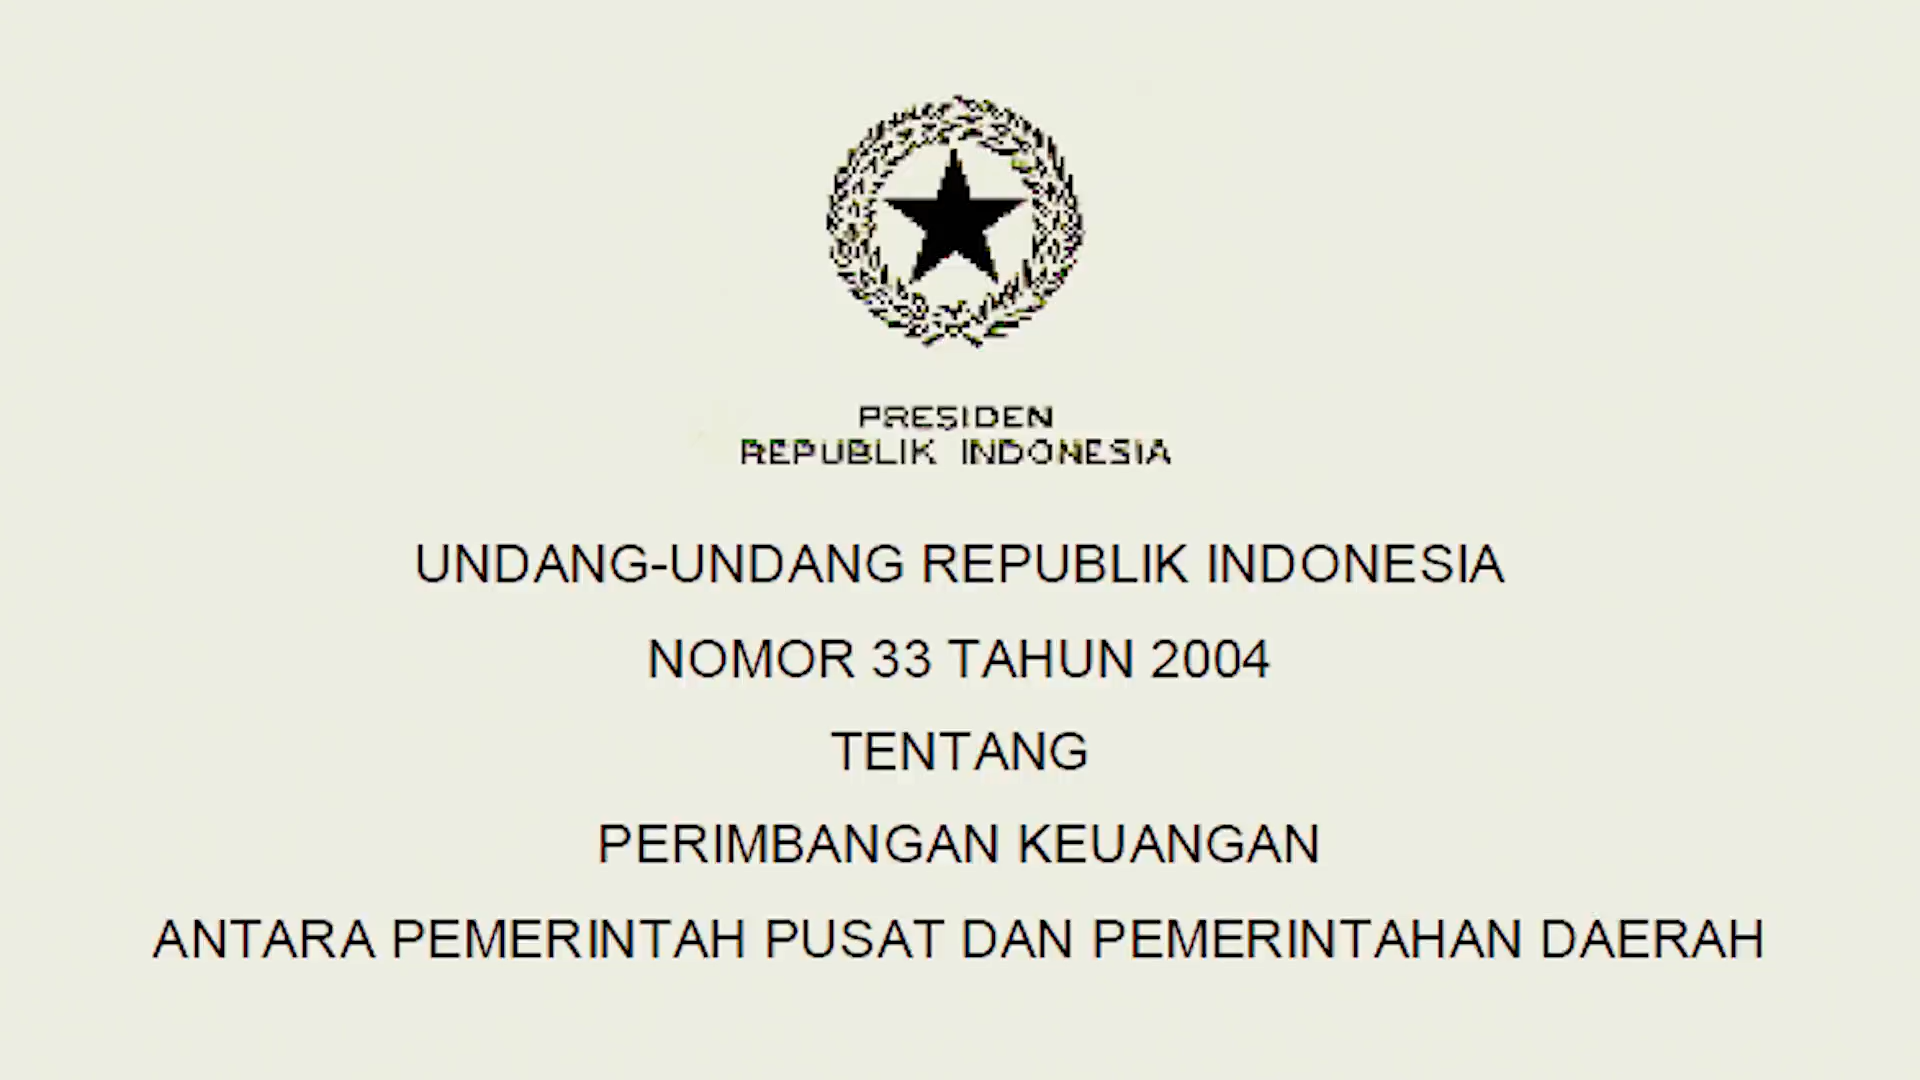 PRESIDEN
REPUBLIK INDONESIA
UNDANG-UNDANG REPUBLIK INDONESIA
NOMOR 33 TAHUN 2004
TENTANG
PERIMBANGAN KEUANGAN
ANTARA PEMERINTAH PUSAT DAN PEMERINTAHAN DAERAH